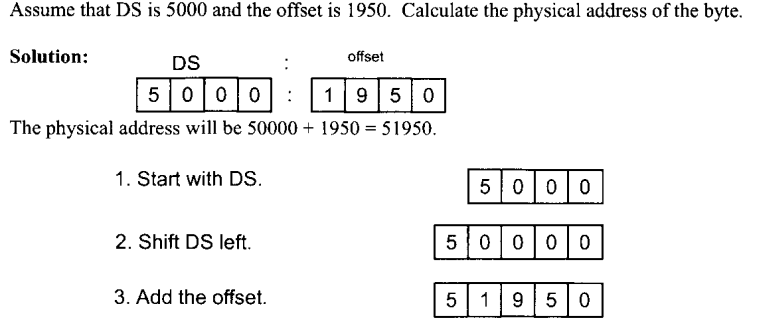 Assume that DS is 5000 and the offset is 1950. Calculate the physical address of the byte.
Solution:
DS : offset
5 0 0 0 : 1 9 5 0
The physical address will be 50000 + 1950 = 51950.
1. Start with DS. 5 0 0 0
2. Shift DS left. 5 0 0 0 0
3. Add the offset. 5 1 9 5 0